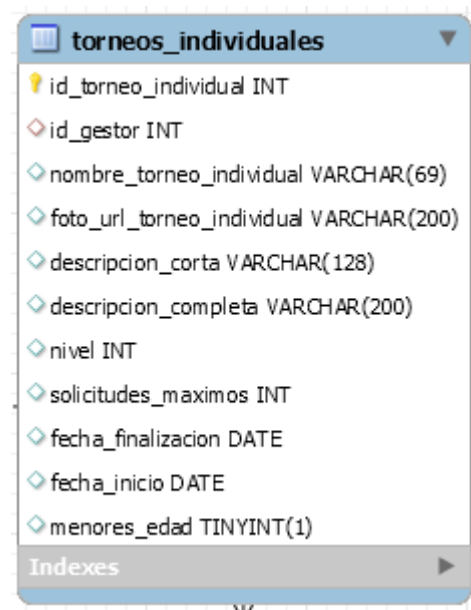 torneos_individuales
id_torneo_individual INT
id_gestor INT
nombre_torneo_individual VARCHAR(69)
foto_url_torneo_individual VARCHAR(200)
descripcion_corta VARCHAR(128)
descripcion_completa VARCHAR(200)
nivel INT
solicitudes_maximos INT
fecha_finalizacion DATE
fecha_inicio DATE
menores_edad TINYINT(1)
Indexes